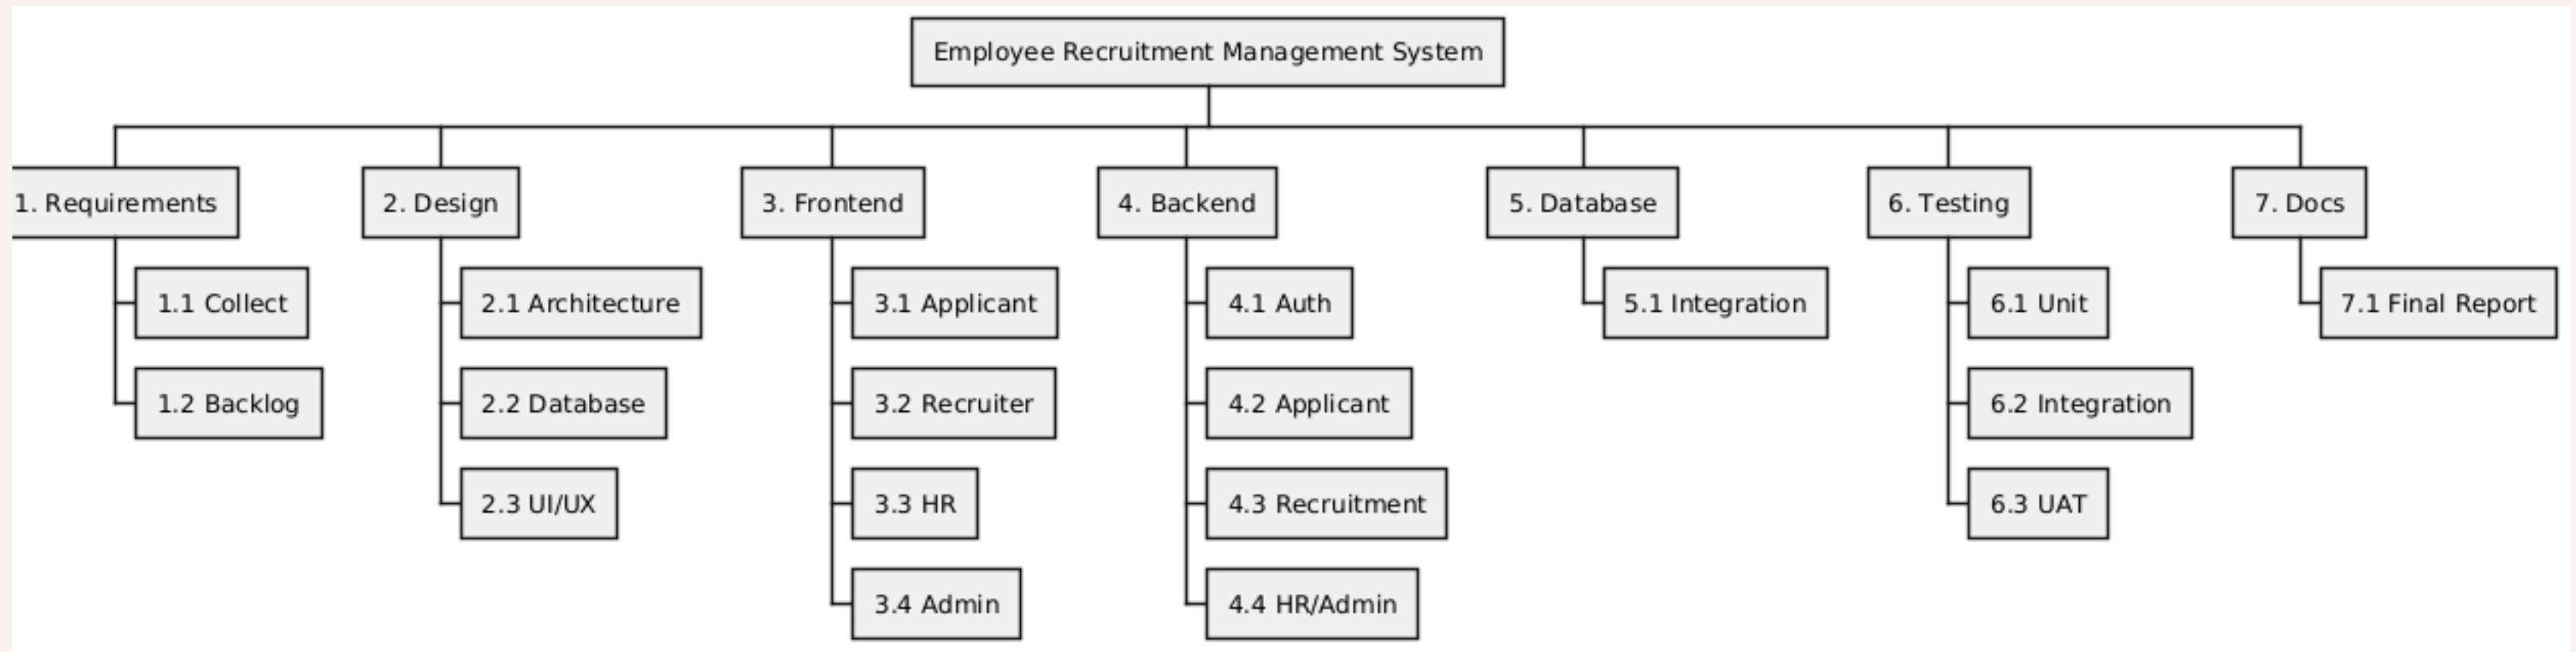 Employee Recruitment Management System
1. Requirements
2. Design
3. Frontend
4. Backend
5. Database
6. Testing
7. Docs
1.1 Collect
2.1 Architecture
3.1 Applicant
4.1 Auth
5.1 Integration
6.1 Unit
7.1 Final Report
1.2 Backlog
2.2 Database
3.2 Recruiter
4.2 Applicant
6.2 Integration
2.3 UI/UX
3.3 HR
4.3 Recruitment
6.3 UAT
3.4 Admin
4.4 HR/Admin